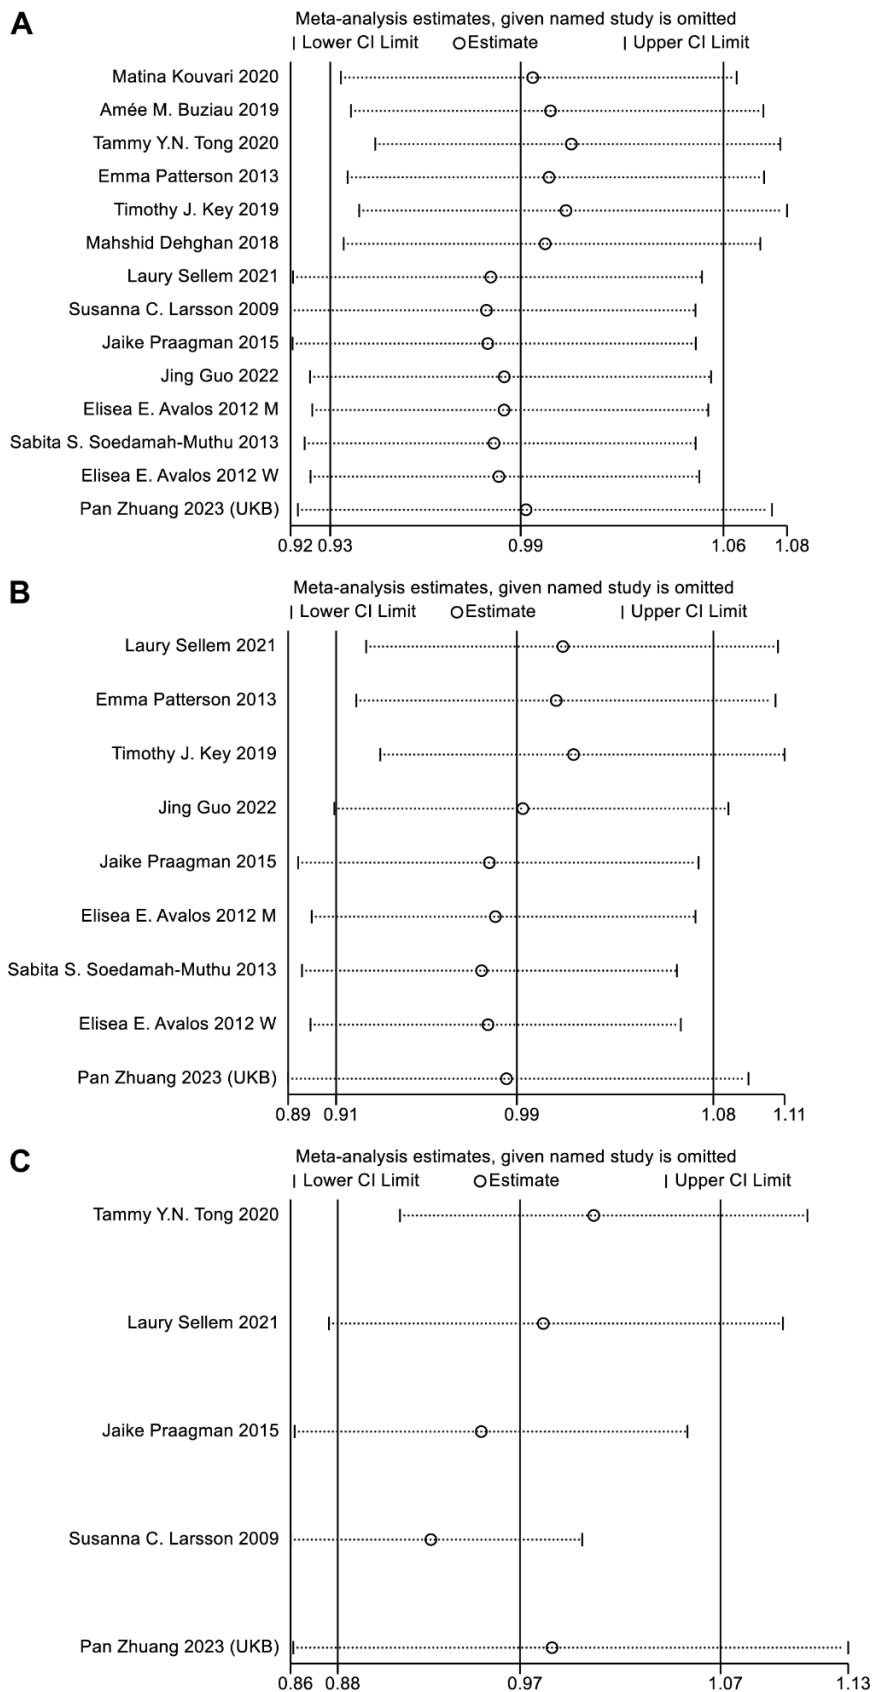 A
Meta-analysis estimates, given named study is omitted
| Lower CI Limit Estimate | Upper CI Limit
Matina Kouvari 2020
Amée M. Buziau 2019
Tammy Y.N. Tong 2020
Emma Patterson 2013
Timothy J. Key 2019
Mahshid Dehghan 2018
Laury Sellem 2021
Susanna C. Larsson 2009
Jaike Praagman 2015
Jing Guo 2022
Elisea E. Avalos 2012 M
Sabita S. Soedamah-Muthu 2013
Elisea E. Avalos 2012 W
Pan Zhuang 2023 (UKB)
0.92 0.93 0.99 1.06 1.08
B
Meta-analysis estimates, given named study is omitted
| Lower CI Limit Estimate | Upper CI Limit
Laury Sellem 2021
Emma Patterson 2013
Timothy J. Key 2019
Jing Guo 2022
Jaike Praagman 2015
Elisea E. Avalos 2012 M
Sabita S. Soedamah-Muthu 2013
Elisea E. Avalos 2012 W
Pan Zhuang 2023 (UKB)
0.89 0.91 0.99 1.08 1.11
C
Meta-analysis estimates, given named study is omitted
| Lower CI Limit Estimate | Upper CI Limit
Tammy Y.N. Tong 2020
Laury Sellem 2021
Jaike Praagman 2015
Susanna C. Larsson 2009
Pan Zhuang 2023 (UKB)
0.86 0.88 0.97 1.07 1.13